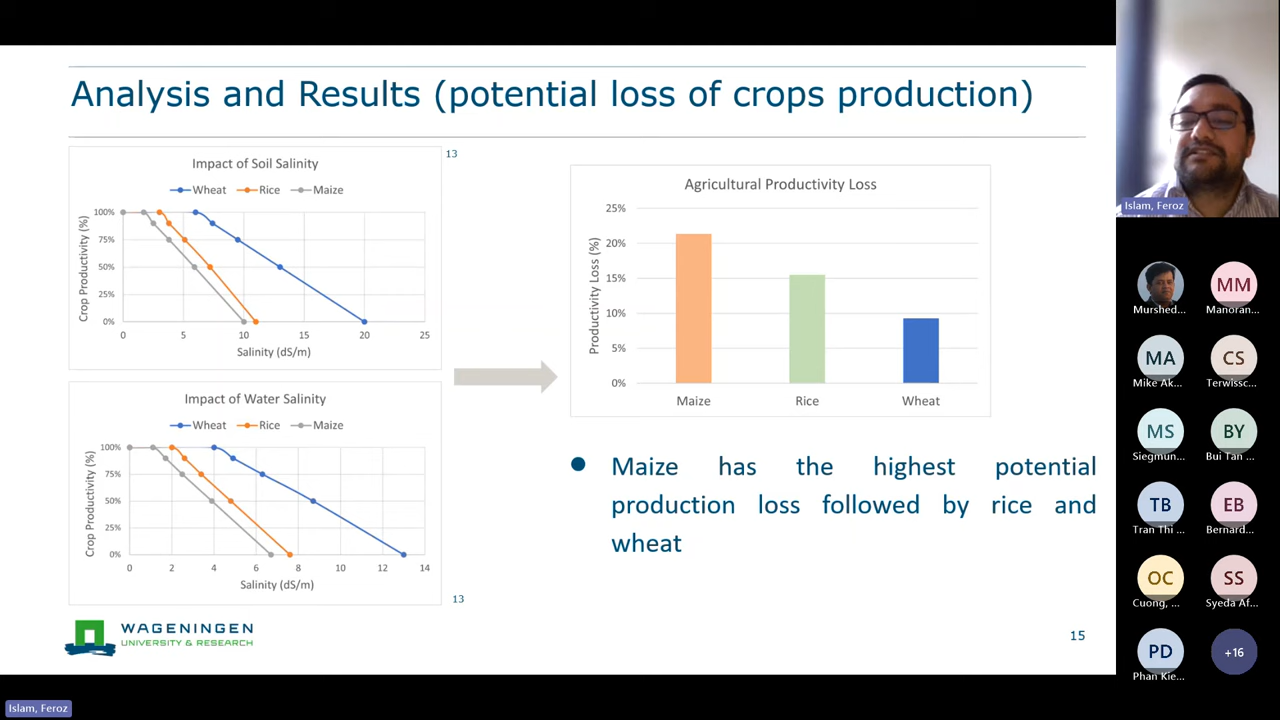 Analysis and Results (potential loss of crops production)
13
Impact of Soil Salinity
Wheat Rice Maize
Crop Productivity (%)
100%
75%
50%
25%
0%
0 5 10 15 20 25
Salinity (dS/m)
Impact of Water Salinity
Wheat Rice Maize
Crop Productivity (%)
100%
75%
50%
25%
0%
0 2 4 6 8 10 12 14
Salinity (dS/m)
13
Agricultural Productivity Loss
Productivity Loss (%)
25%
20%
15%
10%
5%
0%
Maize Rice Wheat
● Maize has the highest potential
production loss followed by rice and
wheat
WAGENINGEN
UNIVERSITY & RESEARCH
15
Islam, Feroz
Islam, Feroz
MM
Murshed... Manoran...
MA CS
Mike Ak... Terwissc...
MS BY
Siegmun... Bui Tan ...
TB EB
Tran Thi ... Bernard...
OC SS
Cuong, ... Syeda Af...
PD +16
Phan Kie...